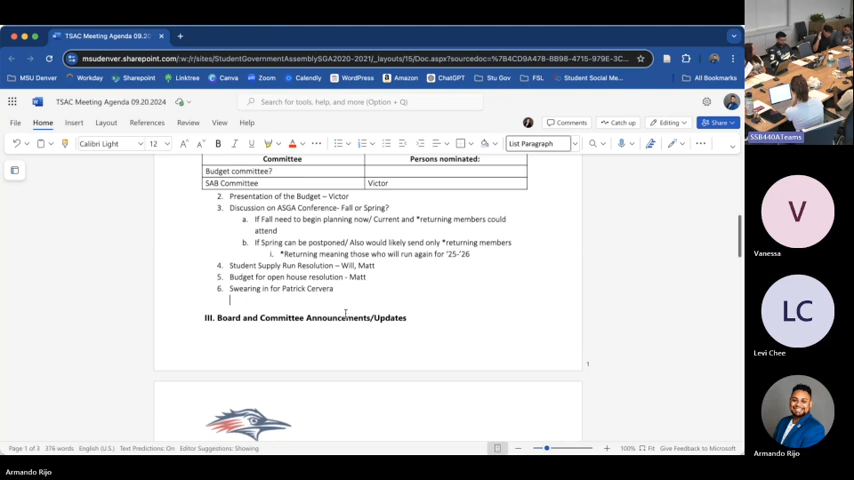 TSAC Meeting Agenda 09.20.2024
msudenver.sharepoint.com/w:/r/sites/StudentGovernmentAssemblySGA2020-2021/_layouts/15/Doc.aspx?sourcedoc=%7B4CD9A478-BB98-4715-979E-3C...
MSU Denver
Workday
Sharepoint
Linktree
Canva
Zoom
Calendly
WordPress
Amazon
ChatGPT
Stu Gov
FSL
Student Social Me...
All Bookmarks
TSAC Meeting Agenda 09.20.2024
Search for tools, help, and more (Option + Q)
File Home Insert Layout References Review View Help
Comments Catch up Editing Share
Calibri Light 12 List Paragraph
Committee Persons nominated:
Budget committee?
SAB Committee Victor
2. Presentation of the Budget – Victor
3. Discussion on ASGA Conference- Fall or Spring?
a. If Fall need to begin planning now/ Current and *returning members could
attend
b. If Spring can be postponed/ Also would likely send only *returning members
i. *Returning meaning those who will run again for ’25-’26
4. Student Supply Run Resolution – Will, Matt
5. Budget for open house resolution - Matt
6. Swearing in for Patrick Cervera
III. Board and Committee Announcements/Updates
1
Page 1 of 3 376 words English (U.S.) Text Predictions: On Editor Suggestions: Showing
100% Fit Give Feedback to Microsoft
Armando Rijo
SSB440ATeams
V
Vanessa
LC
Levi Chee
Armando Rijo